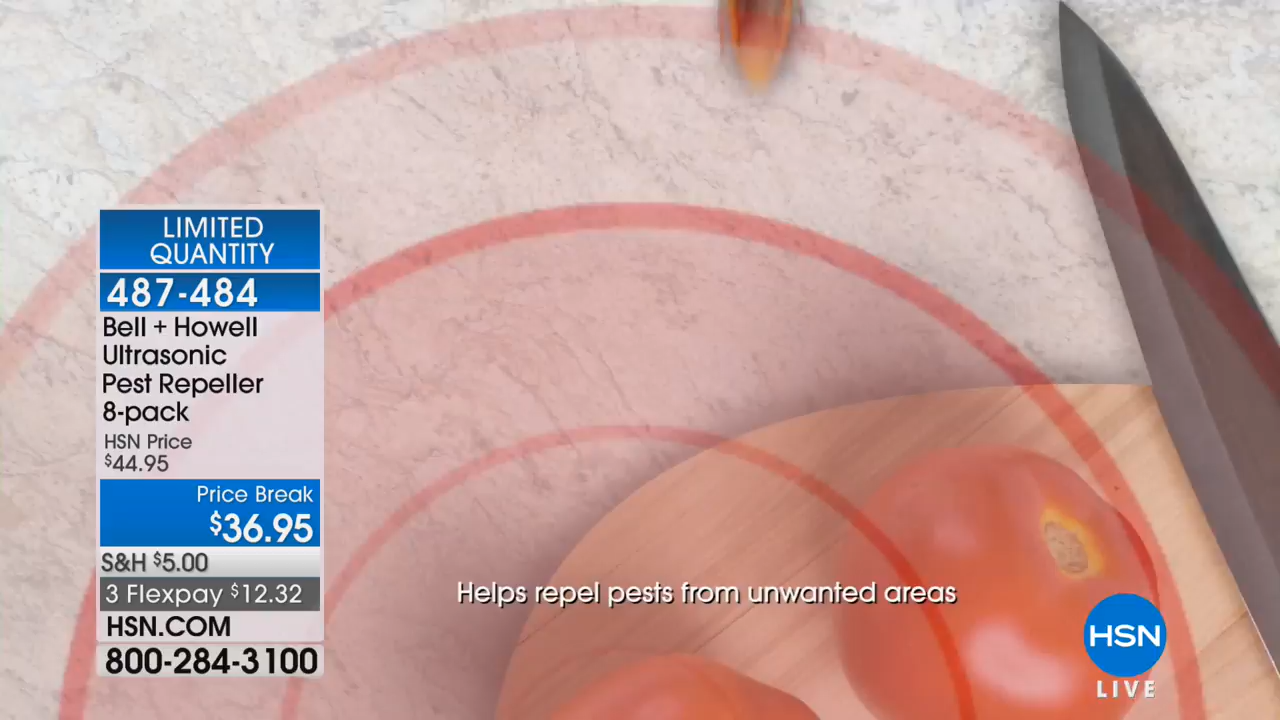 LIMITED
QUANTITY
487-484
Bell + Howell
Ultrasonic
Pest Repeller
8-pack
HSN Price
$44.95
Price Break
$36.95
S&H $5.00
3 Flexpay $12.32
HSN.COM
800-284-3100
Helps repel pests from unwanted areas
HSN
LIVE